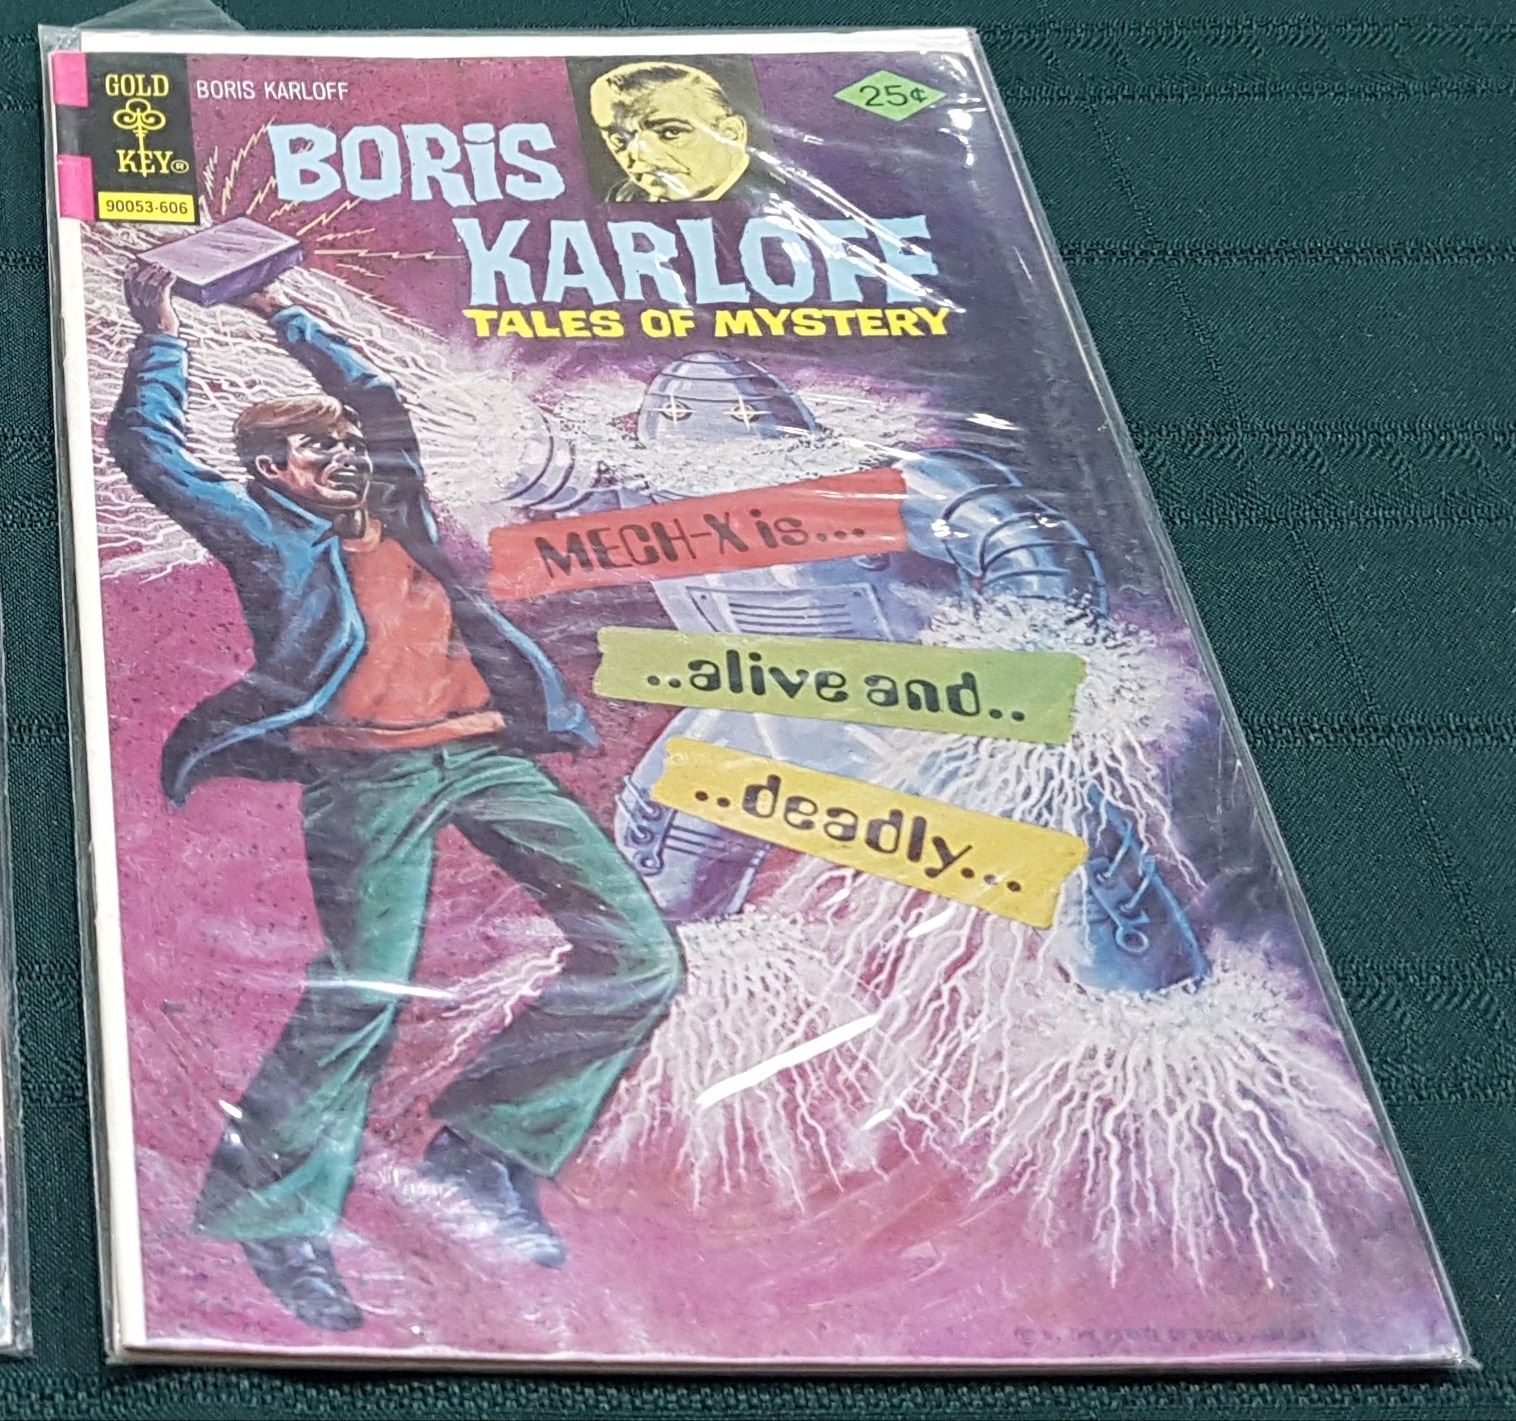 GOLD
KEY®
90053-606
BORIS KARLOFF
25¢
BORIS
KARLOFF
TALES OF MYSTERY
MECH-X is...
..alive and..
..deadly...